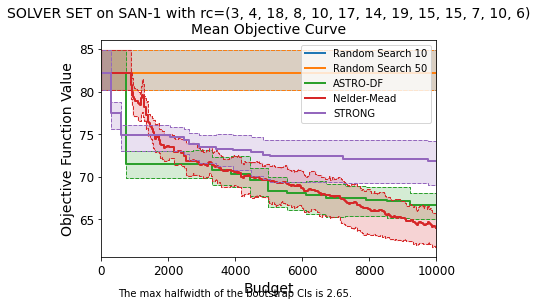 SOLVER SET on SAN-1 with rc=(3, 4, 18, 8, 10, 17, 14, 19, 15, 15, 7, 10, 6)
Mean Objective Curve
Objective Function Value
85
80
75
70
65
Random Search 10
Random Search 50
ASTRO-DF
Nelder-Mead
STRONG
0 2000 4000 6000 8000 10000
Budget
The max halfwidth of the bootstrap CIs is 2.65.